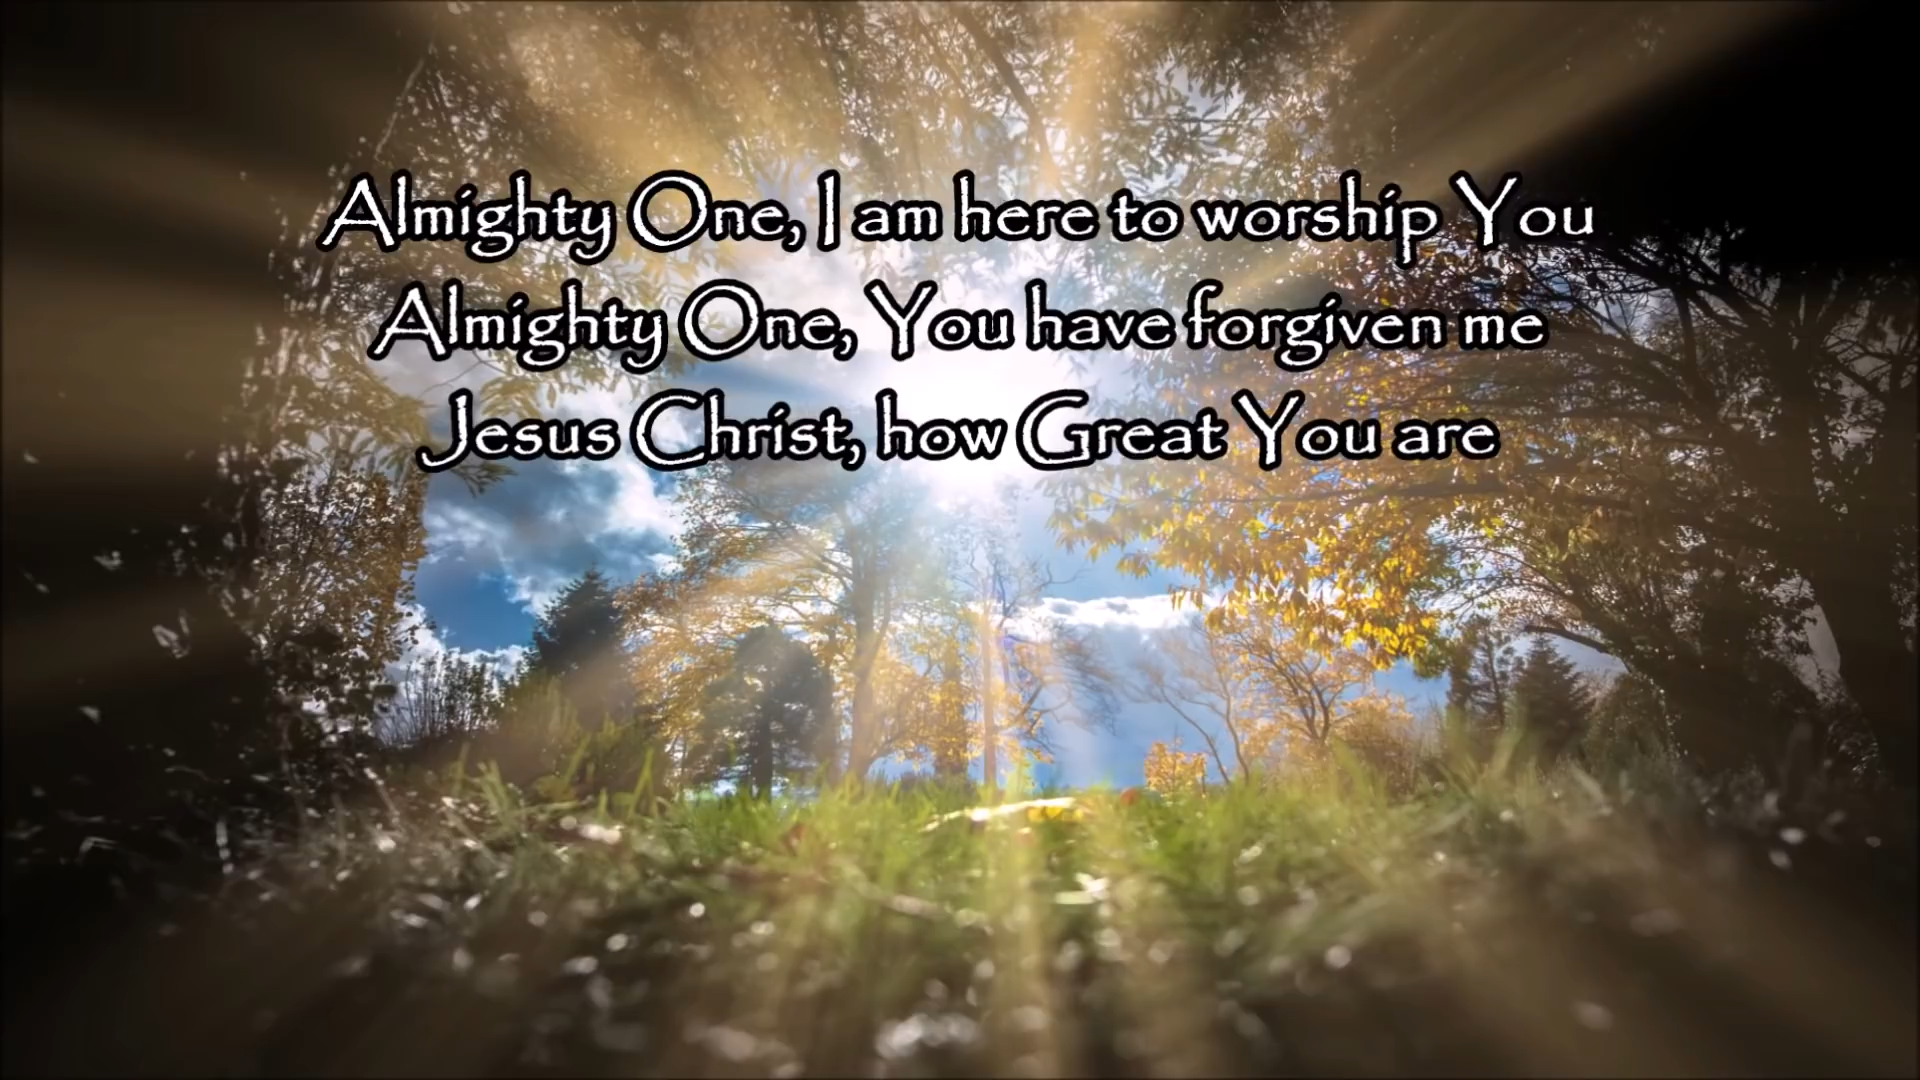 Almighty One, I am here to worship You
Almighty One, You have forgiven me
Jesus Christ, how Great You are